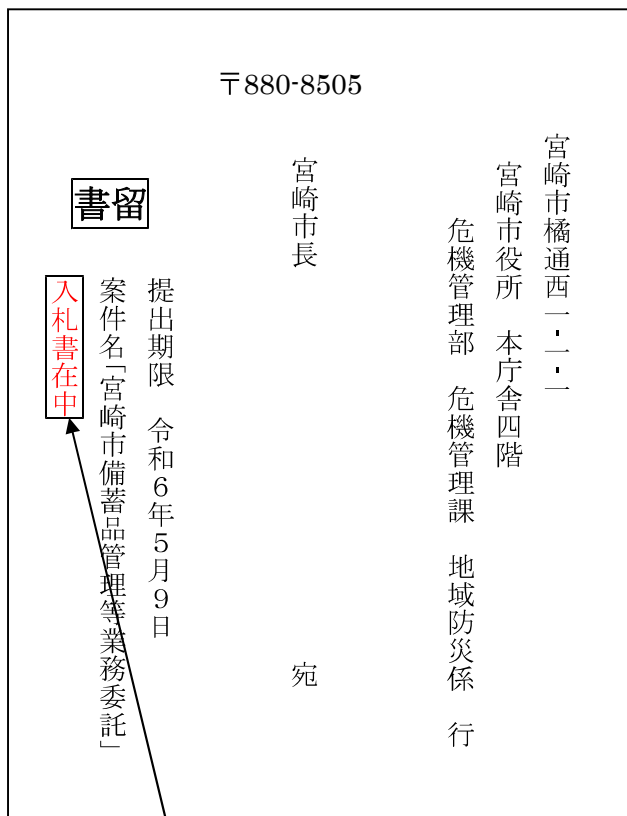 〒880-8505
宮崎市橘通西一-一-一
宮崎市役所　本庁舎四階
危機管理部　危機管理課　地域防災係　行
宮崎市長　宛
提出期限　令和６年５月９日
案件名「宮崎市備蓄品管理等業務委託」
書留
入札書在中